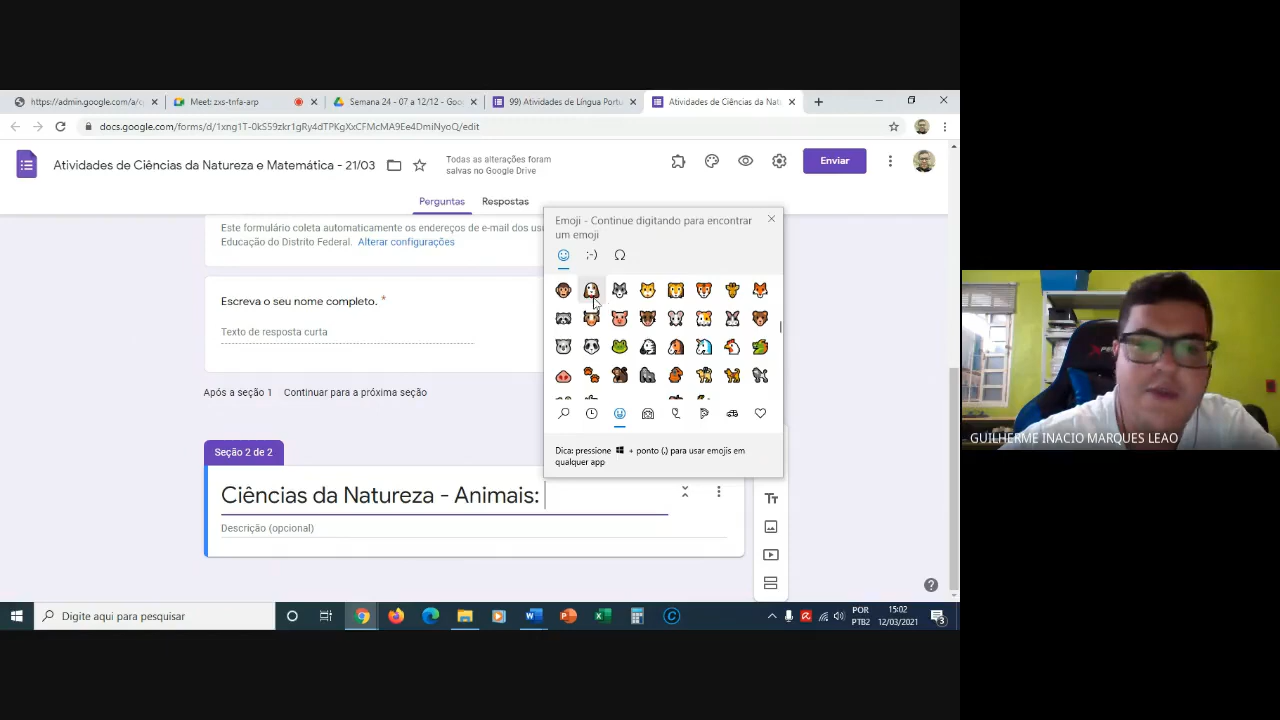 https://admin.google.com/a/c
Meet: zxs-tnfa-arp
Semana 24 - 07 a 12/12 - Goo
99) Atividades de Língua Portu
Atividades de Ciências da Natu
docs.google.com/forms/d/1xng1T-0kS59zkr1gRy4dTPKgXxCFMcMA9Ee4DmiNyoQ/edit
Atividades de Ciências da Natureza e Matemática - 21/03
Todas as alterações foram
salvas no Google Drive
Enviar
Perguntas
Respostas
Este formulário coleta automaticamente os endereços de e-mail dos usu
Educação do Distrito Federal. Alterar configurações
Emoji - Continue digitando para encontrar
um emoji
;-)
Ω
Escreva o seu nome completo. *
Texto de resposta curta
Após a seção 1 Continuar para a próxima seção
Dica: pressione + ponto (.) para usar emojis em
qualquer app
Seção 2 de 2
Ciências da Natureza - Animais:
Descrição (opcional)
Tт
GUILHERME INACIO MARQUES LEAO
Digite aqui para pesquisar
POR
PTB2
15:02
12/03/2021
3